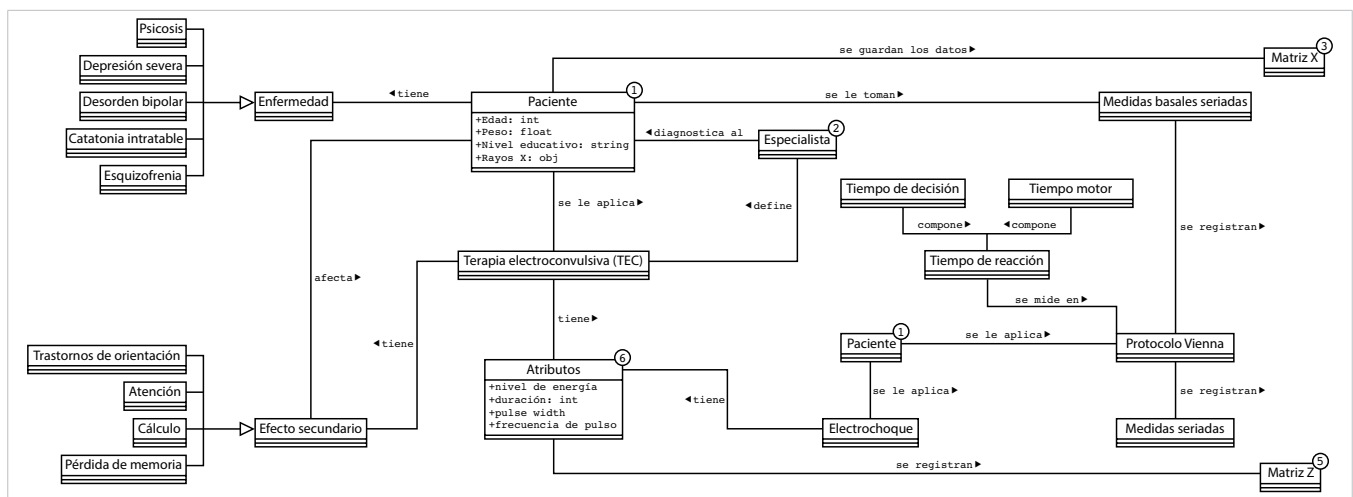 Psicosis
Depresión severa
Desorden bipolar
Catatonia intratable
Esquizofrenia
Enfermedad
◀tiene
Paciente
1
+Edad: int
+Peso: float
+Nivel educativo: string
+Rayos X: obj
se guardan los datos▶
Matriz X
3
se le toman▶
Medidas basales seriadas
◀diagnostica al
Especialista
2
se le aplica▶
◀define
Tiempo de decisión
Tiempo motor
compone▶
◀compone
Tiempo de reacción
se registran▶
afecta▶
Terapia electroconvulsiva (TEC)
se mide en▶
◀tiene
tiene▶
Paciente
1
se le aplica▶
Protocolo Vienna
Trastornos de orientación
Atención
Cálculo
Pérdida de memoria
Efecto secundario
Atributos
6
+nivel de energía
+duración: int
+pulse width
+frecuencia de pulso
◀tiene
se le aplica▶
Electrochoque
se registran▶
Medidas seriadas
se registran▶
Matriz Z
5